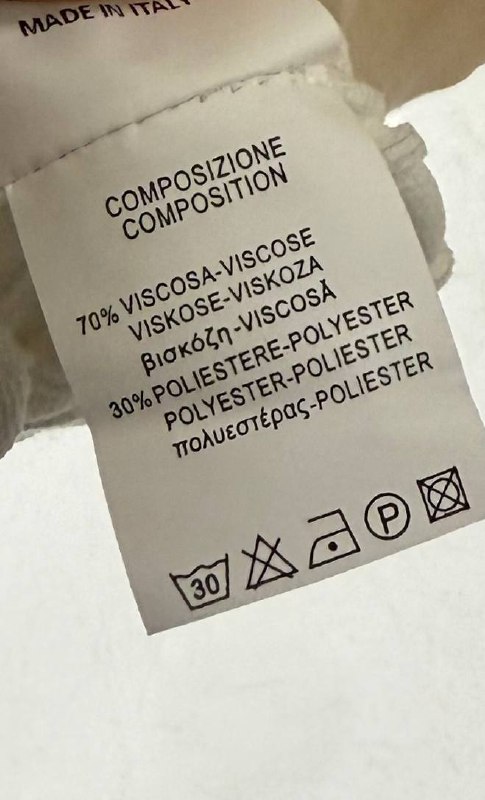 MADE IN ITALY
COMPOSIZIONE
COMPOSITION
70% VISCOSA-VISCOSE
VISKOSE-VISKOZA
βισκόζη-VISCOSĂ
30% POLIESTERE-POLYESTER
POLYESTER-POLIESTER
πολυεστέρας-POLIESTER
30
P